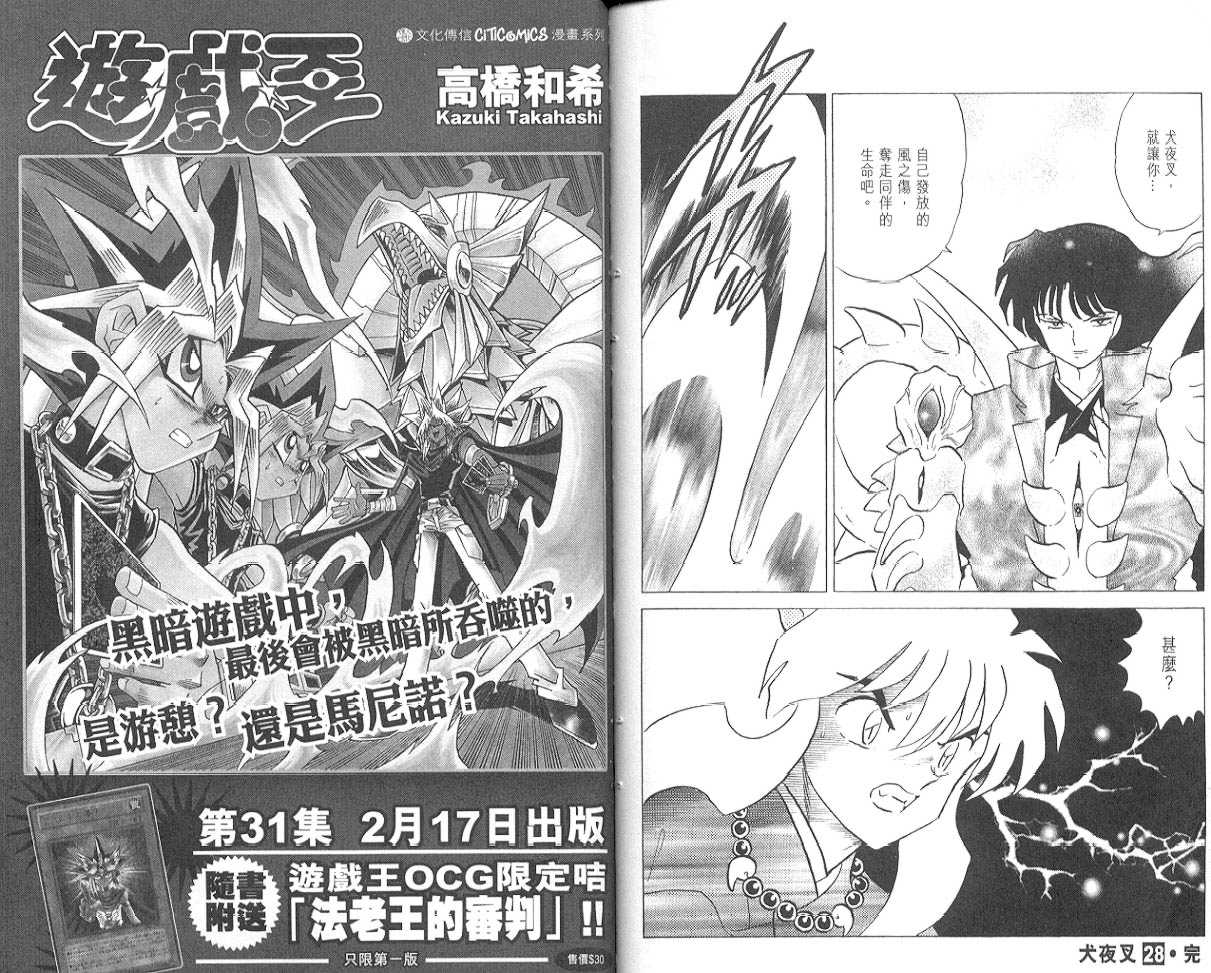 文化傳信 CITICOMICS 漫畫系列
遊戲王
高橋和希
Kazuki Takahashi
黑暗遊戲中，
最後會被黑暗所吞噬的，
是游憩？還是馬尼諾？
第31集 2月17日出版
隨書
附送
遊戲王OCG限定咭
「法老王的審判」!!
只限第一版
售價$30
犬夜叉，
就讓你…
自己發放的
風之傷，
奪走同伴的
生命吧。
甚麼？
犬夜叉 28・完